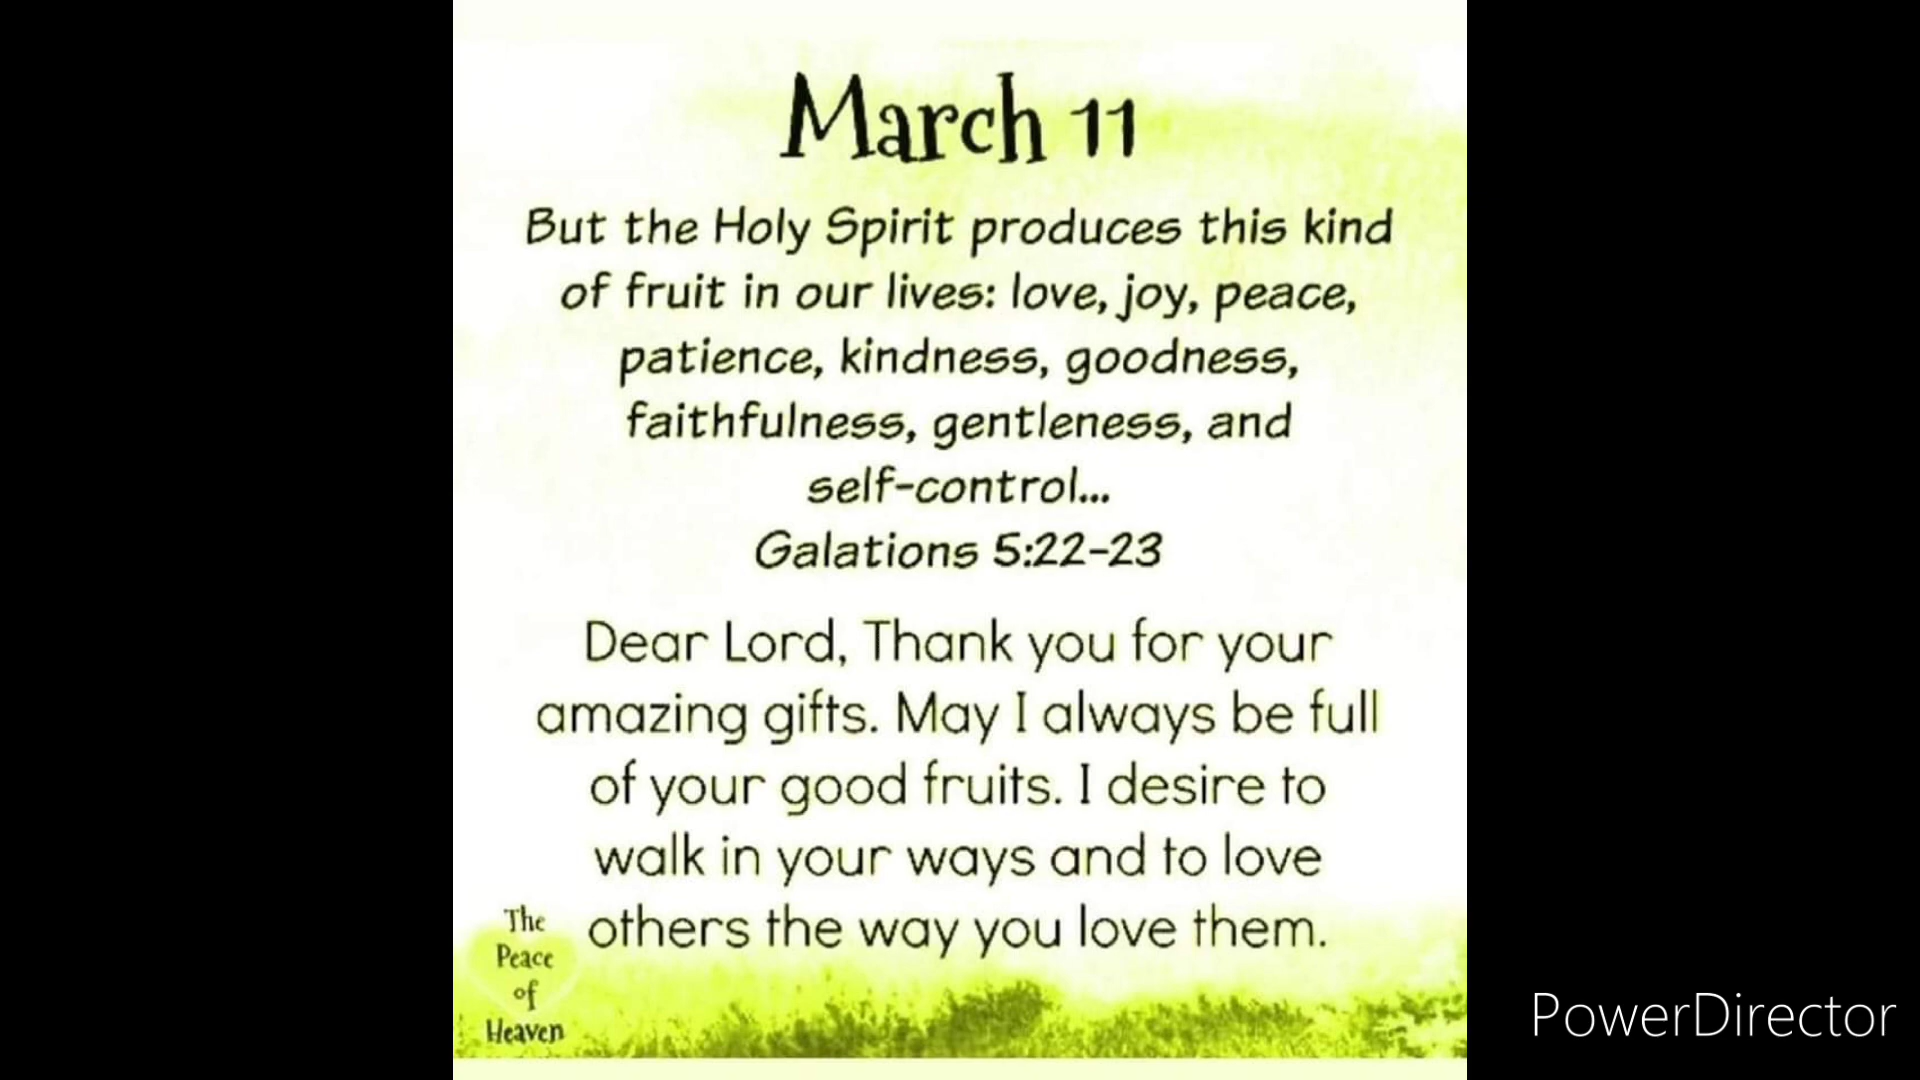 March 11
But the Holy Spirit produces this kind
of fruit in our lives: love, joy, peace,
patience, kindness, goodness,
faithfulness, gentleness, and
self-control...
Galations 5:22-23
Dear Lord, Thank you for your
amazing gifts. May I always be full
of your good fruits. I desire to
walk in your ways and to love
others the way you love them.
The
Peace
of
Heaven
PowerDirector